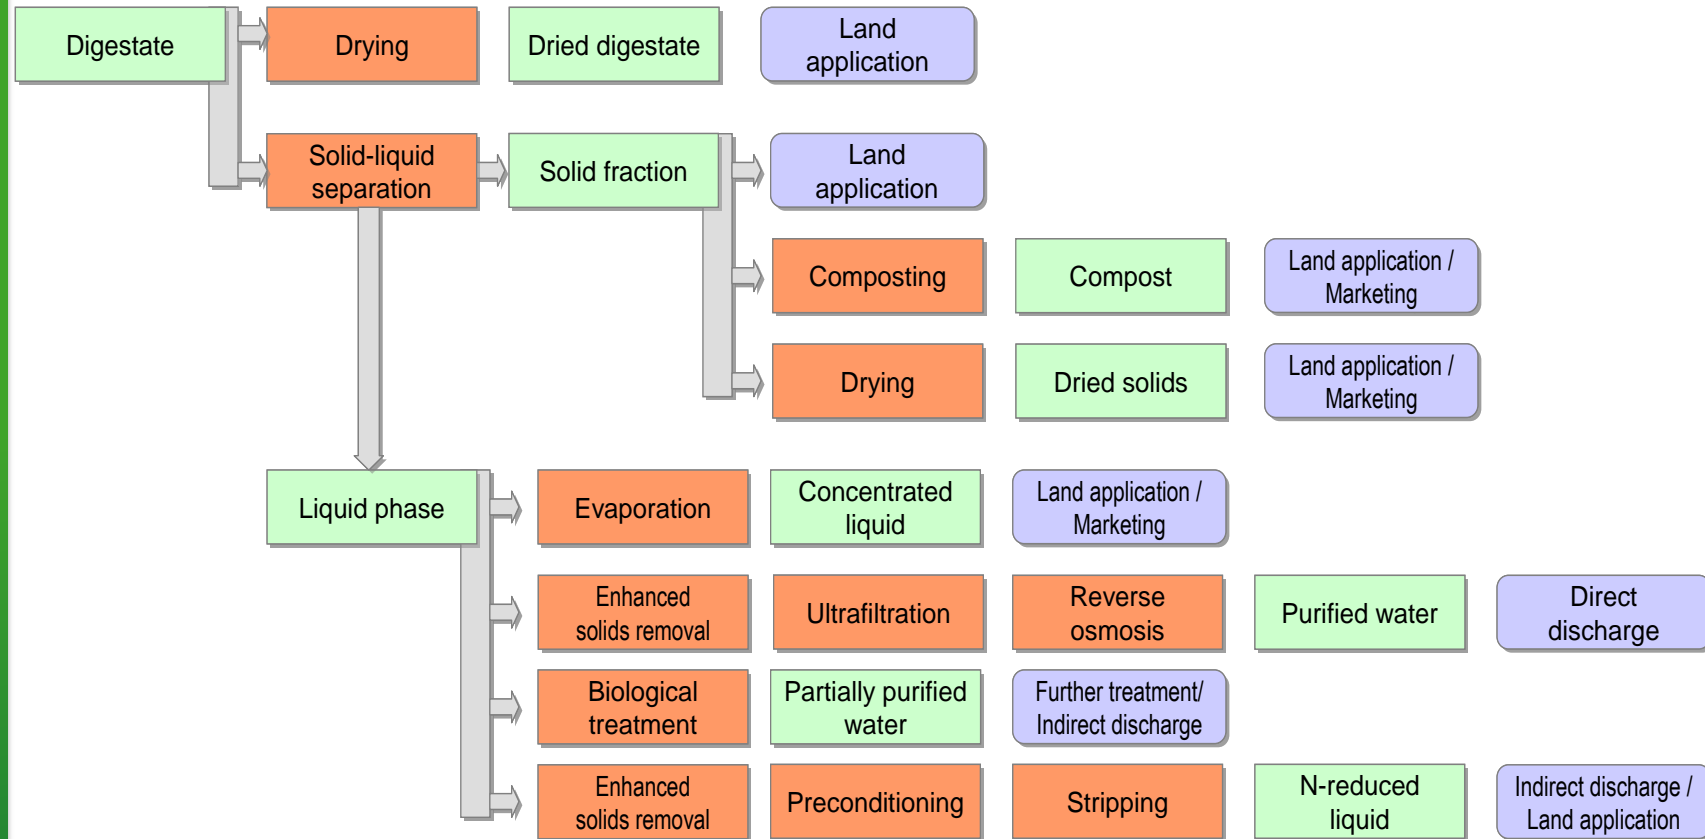 Digestate
Drying
Dried digestate
Land
application
Solid-liquid
separation
Solid fraction
Land
application
Composting
Compost
Land application /
Marketing
Drying
Dried solids
Land application /
Marketing
Liquid phase
Evaporation
Concentrated
liquid
Land application /
Marketing
Enhanced
solids removal
Ultrafiltration
Reverse
osmosis
Purified water
Direct
discharge
Biological
treatment
Partially purified
water
Further treatment/
Indirect discharge
Enhanced
solids removal
Preconditioning
Stripping
N-reduced
liquid
Indirect discharge /
Land application